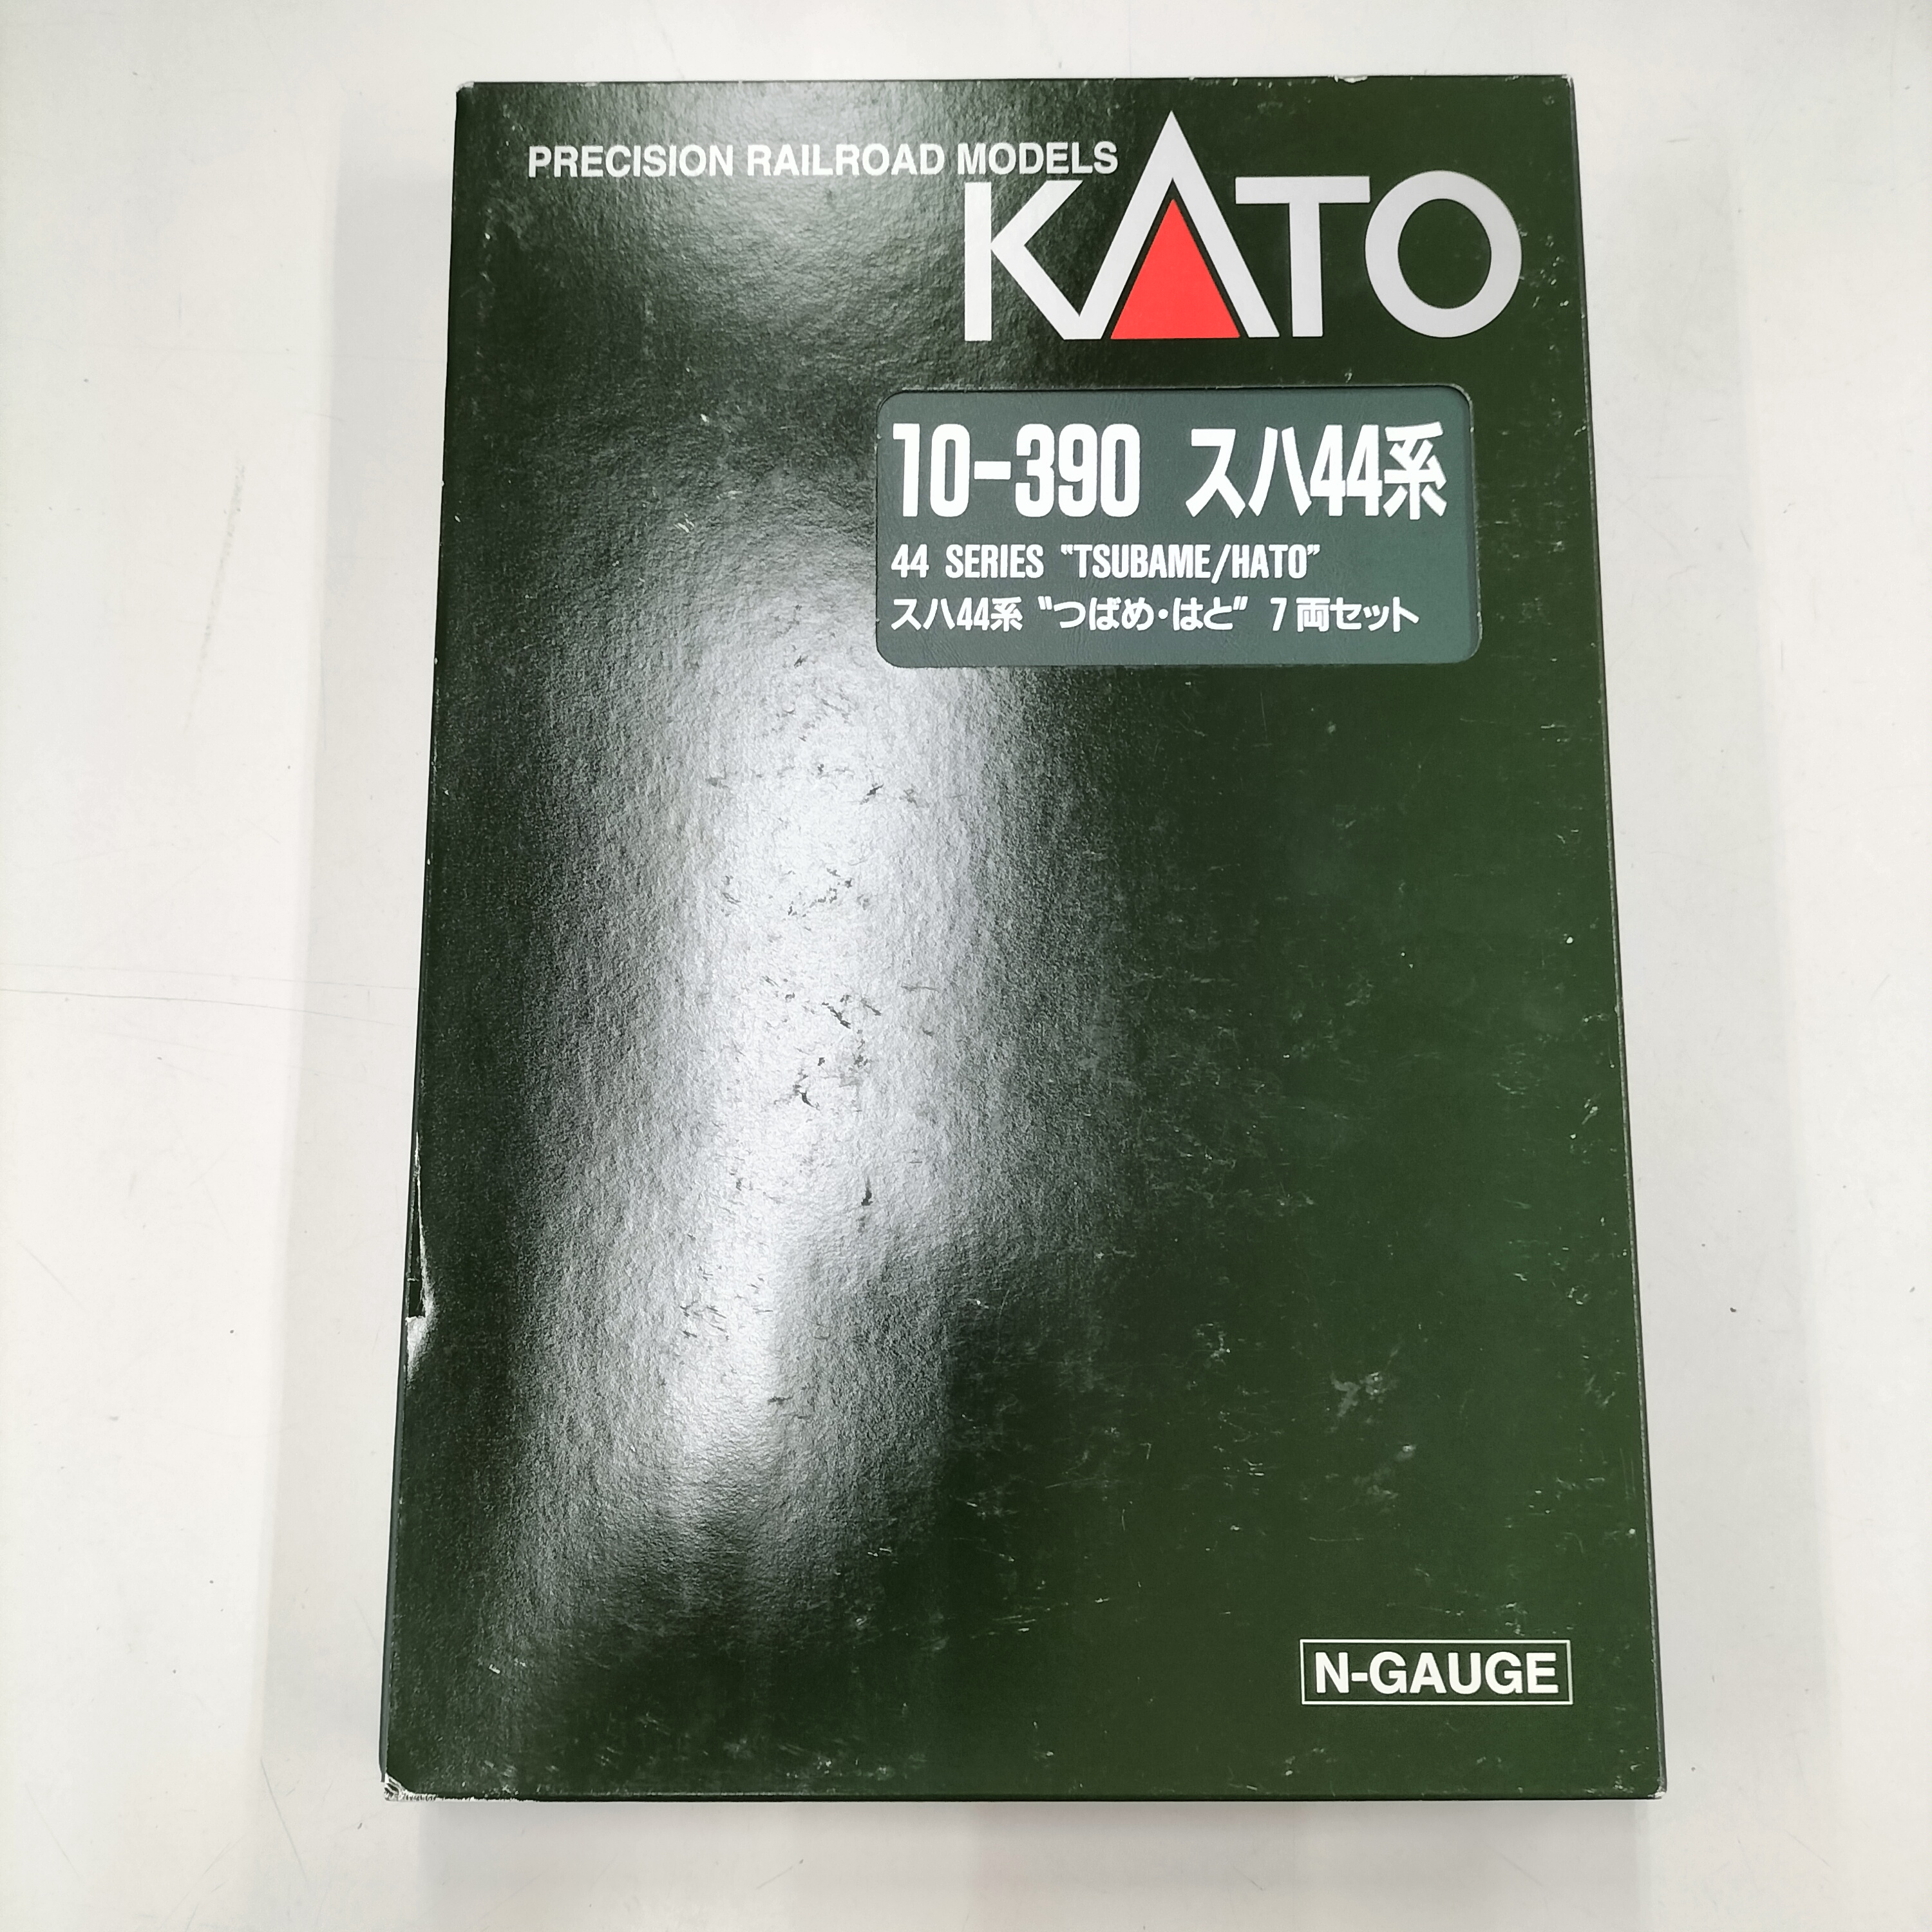 PRECISION RAILROAD MODELS
KATO
10-390 スハ44系
44 SERIES "TSUBAME/HATO"
スハ44系 "つばめ・はと" 7両セット
N-GAUGE